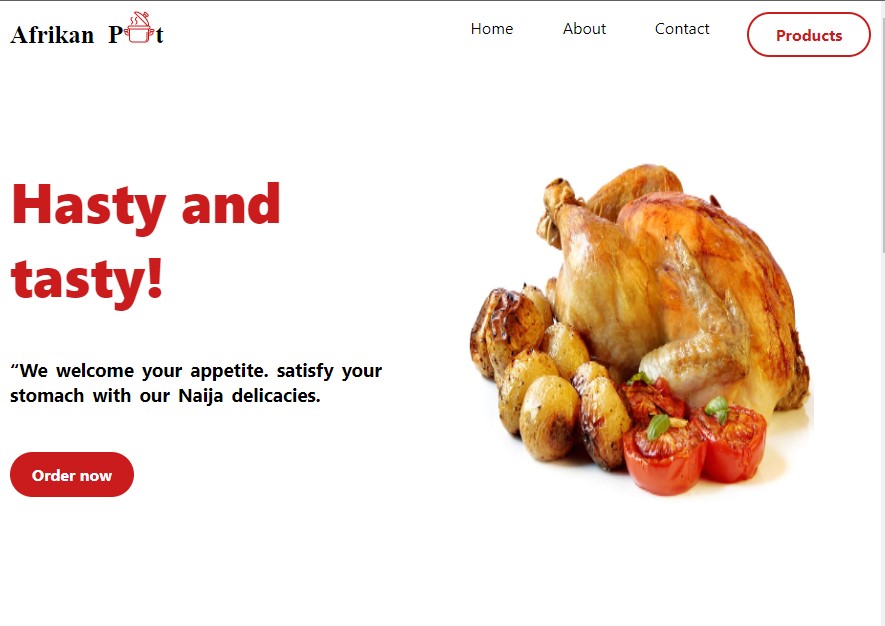 Afrikan Pot
Home About Contact Products
Hasty and
tasty!
“We welcome your appetite. satisfy your
stomach with our Naija delicacies.
Order now